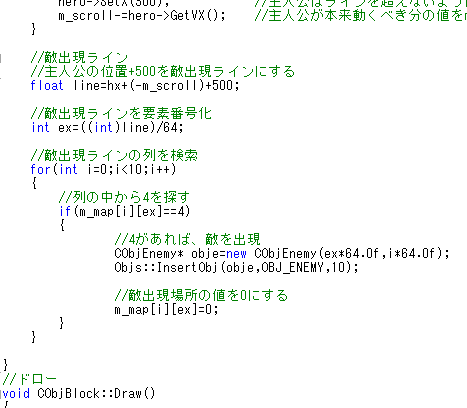 hero->SetX(300); //主人公はラインを超えないように
m_scroll-=hero->GetVX(); //主人公が本来動くべき分の値を
}
//敵出現ライン
//主人公の位置+500を敵出現ラインにする
float line=hx+(-m_scroll)+500;
//敵出現ラインを要素番号化
int ex=((int)line)/64;
//敵出現ラインの列を検索
for(int i=0;i<10;i++)
{
//列の中から4を探す
if(m_map[i][ex]==4)
{
//4があれば、敵を出現
CObjEnemy* obje=new CObjEnemy(ex*64.0f,i*64.0f);
Objs::InsertObj(obje,OBJ_ENEMY,10);
//敵出現場所の値を0にする
m_map[i][ex]=0;
}
}
}
//ドロー
void CObjBlock::Draw()
{